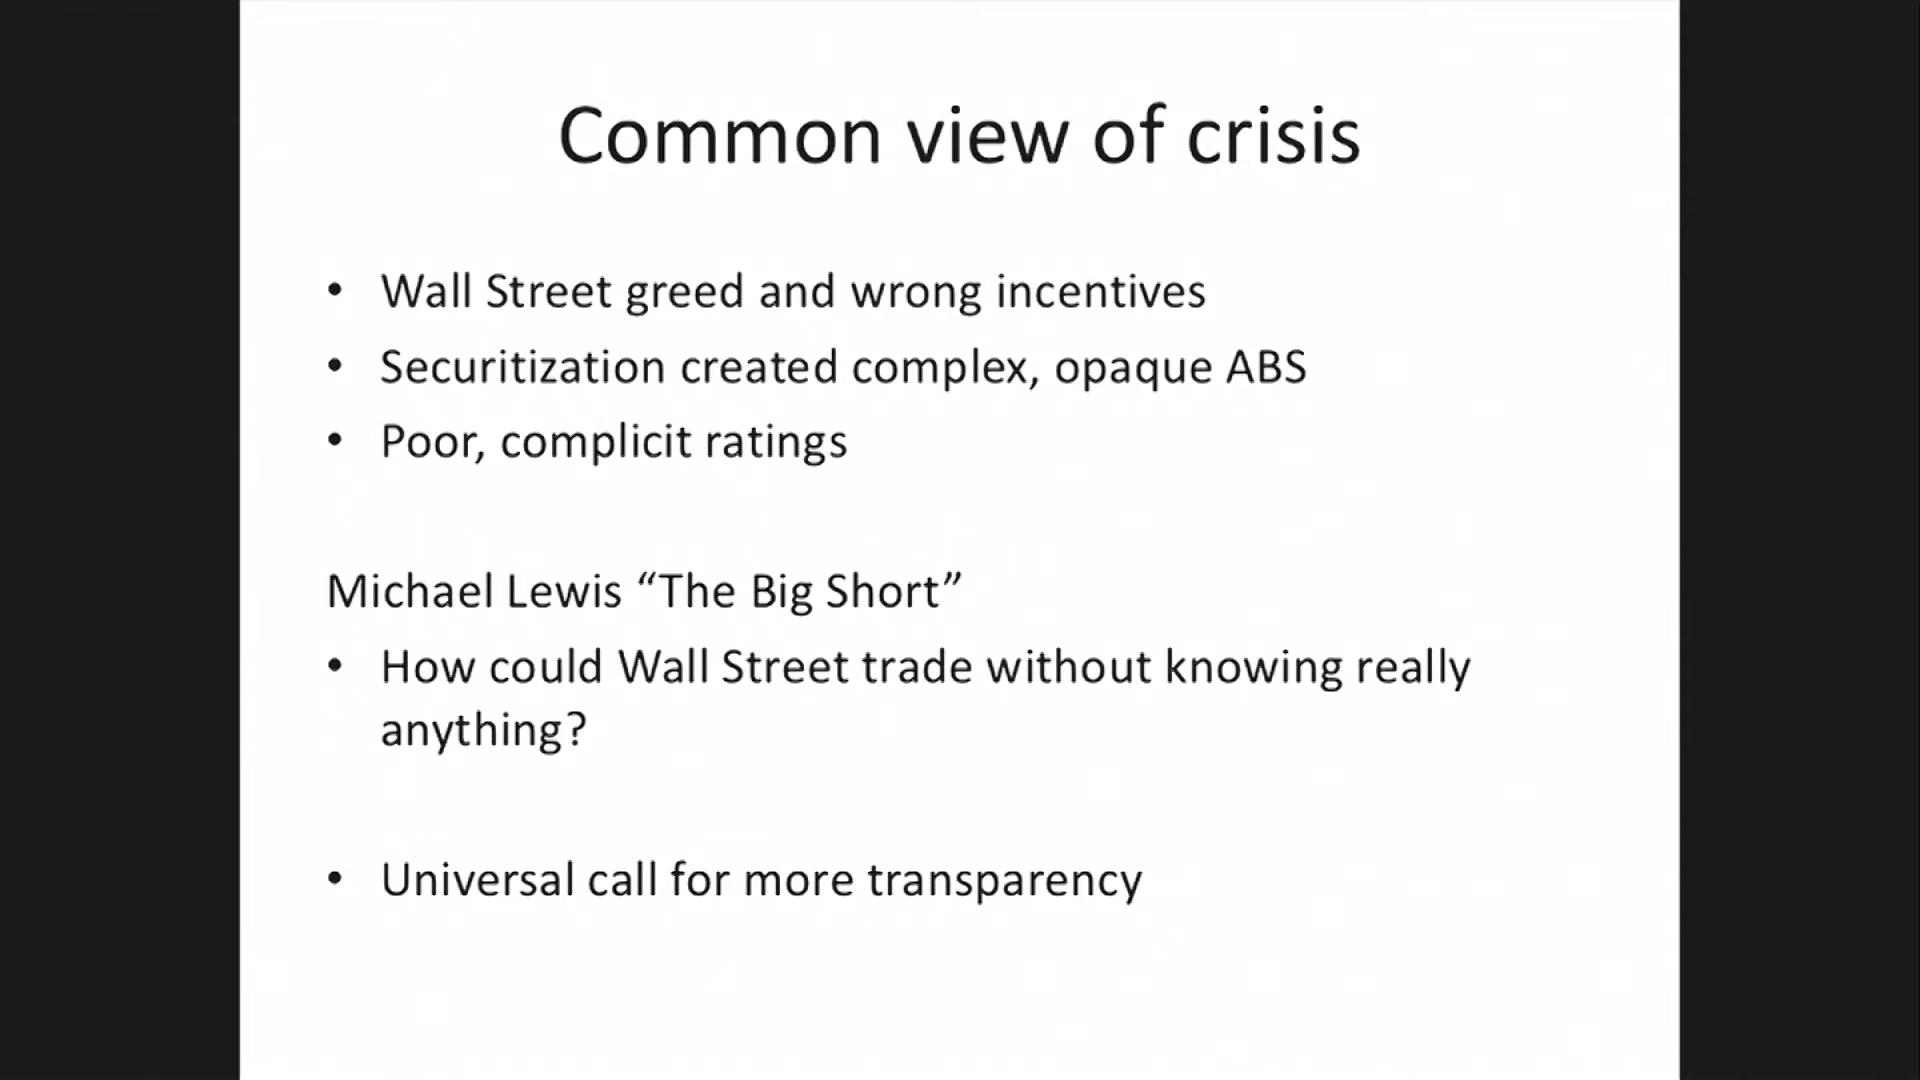 Common view of crisis
• Wall Street greed and wrong incentives
• Securitization created complex, opaque ABS
• Poor, complicit ratings
Michael Lewis “The Big Short”
• How could Wall Street trade without knowing really
anything?
• Universal call for more transparency